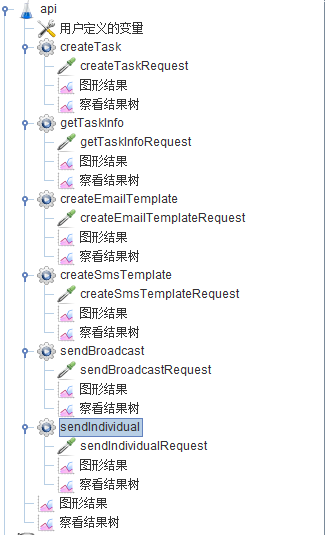 api
用户定义的变量
createTask
createTaskRequest
图形结果
察看结果树
getTaskInfo
getTaskInfoRequest
图形结果
察看结果树
createEmailTemplate
createEmailTemplateRequest
图形结果
察看结果树
createSmsTemplate
createSmsTemplateRequest
图形结果
察看结果树
sendBroadcast
sendBroadcastRequest
图形结果
察看结果树
sendIndividual
sendIndividualRequest
图形结果
察看结果树
图形结果
察看结果树